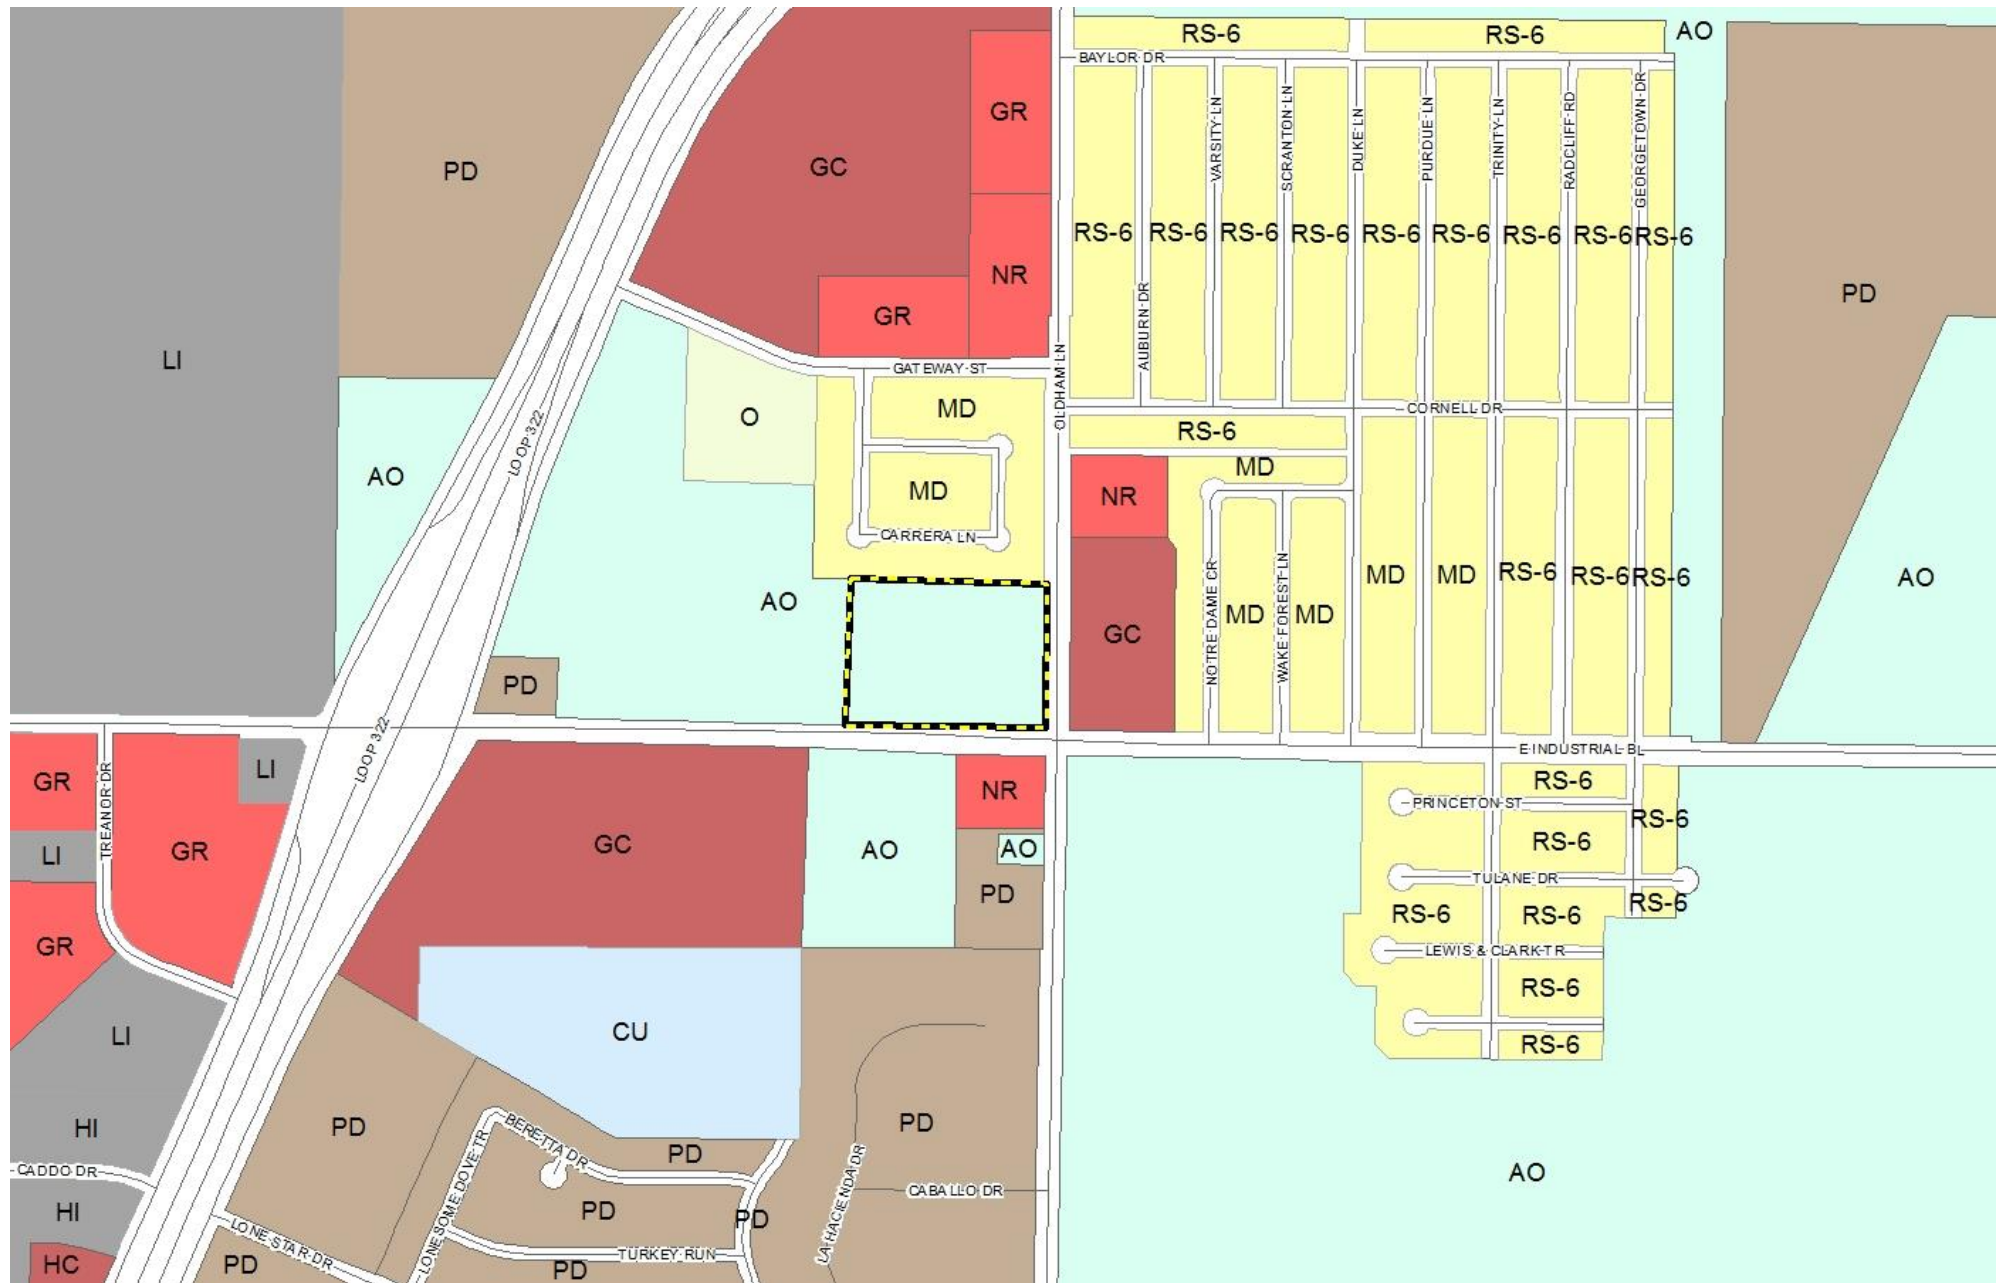 RS-6
RS-6
AO
BAYLOR DR
GR
GC
PD
VARSITY LN
SCRANTON LN
DUKE LN
PURDUE LN
TRINITY LN
RADCLIFF RD
GEORGETOWN DR
RS-6
RS-6
RS-6
RS-6
RS-6
RS-6
RS-6
RS-6
RS-6
NR
PD
GR
AUBURN DR
LI
GATEWAY ST
OLDHAM LN
MD
CORNELL DR
O
RS-6
LOOP 322
MD
AO
MD
NR
CARRERA LN
AO
MD
MD
RS-6
RS-6
RS-6
AO
GC
NOTRE DAME CR
MD
WAKE FOREST LN
MD
PD
LOOP 322
E INDUSTRIAL BL
GR
LI
TREANOR DR
NR
RS-6
PRINCETON ST
RS-6
LI
GR
GC
AO
AO
RS-6
TULANE DR
PD
RS-6
RS-6
RS-6
GR
LEWIS & CLARK TR
RS-6
LI
CU
RS-6
HI
PD
BERETTA DR
PD
PD
CADDO DR
LONESOME DOVE TR
LA HACIENDA DR
CABALLO DR
AO
HI
PD
PD
LONE STAR DR
TURKEY RUN
HC
PD
PD